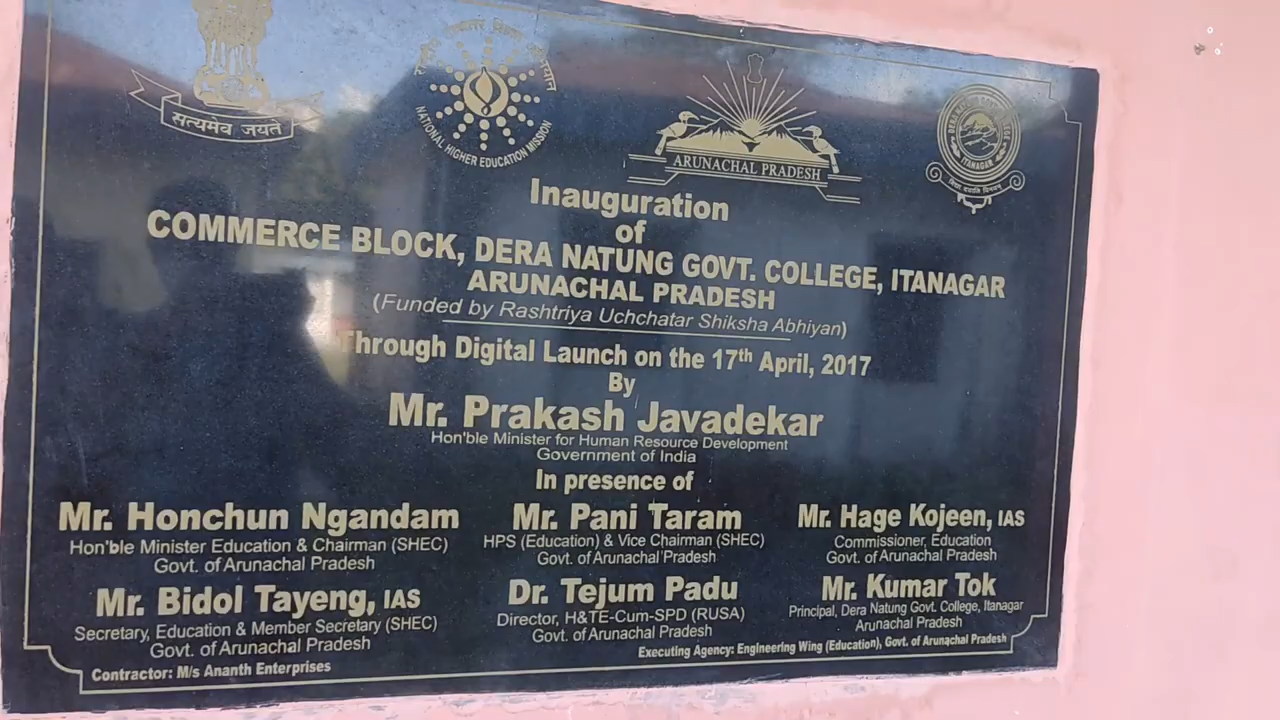 सत्यमेव जयते
NATIONAL HIGHER EDUCATION MISSION
ARUNACHAL PRADESH
ITANAGAR
Inauguration
of
COMMERCE BLOCK, DERA NATUNG GOVT. COLLEGE, ITANAGAR
ARUNACHAL PRADESH
(Funded by Rashtriya Uchchatar Shiksha Abhiyan)
Through Digital Launch on the 17th April, 2017
By
Mr. Prakash Javadekar
Hon'ble Minister for Human Resource Development
Government of India
In presence of
Mr. Honchun Ngandam
Hon'ble Minister Education & Chairman (SHEC)
Govt. of Arunachal Pradesh
Mr. Pani Taram
HPS (Education) & Vice Chairman (SHEC)
Govt. of Arunachal Pradesh
Mr. Hage Kojeen, IAS
Commissioner, Education
Govt. of Arunachal Pradesh
Mr. Bidol Tayeng, IAS
Secretary, Education & Member Secretary (SHEC)
Govt. of Arunachal Pradesh
Dr. Tejum Padu
Director, H&TE-Cum-SPD (RUSA)
Govt. of Arunachal Pradesh
Mr. Kumar Tok
Principal, Dera Natung Govt. College, Itanagar
Arunachal Pradesh
Contractor: M/s Ananth Enterprises
Executing Agency: Engineering Wing (Education), Govt. of Arunachal Pradesh